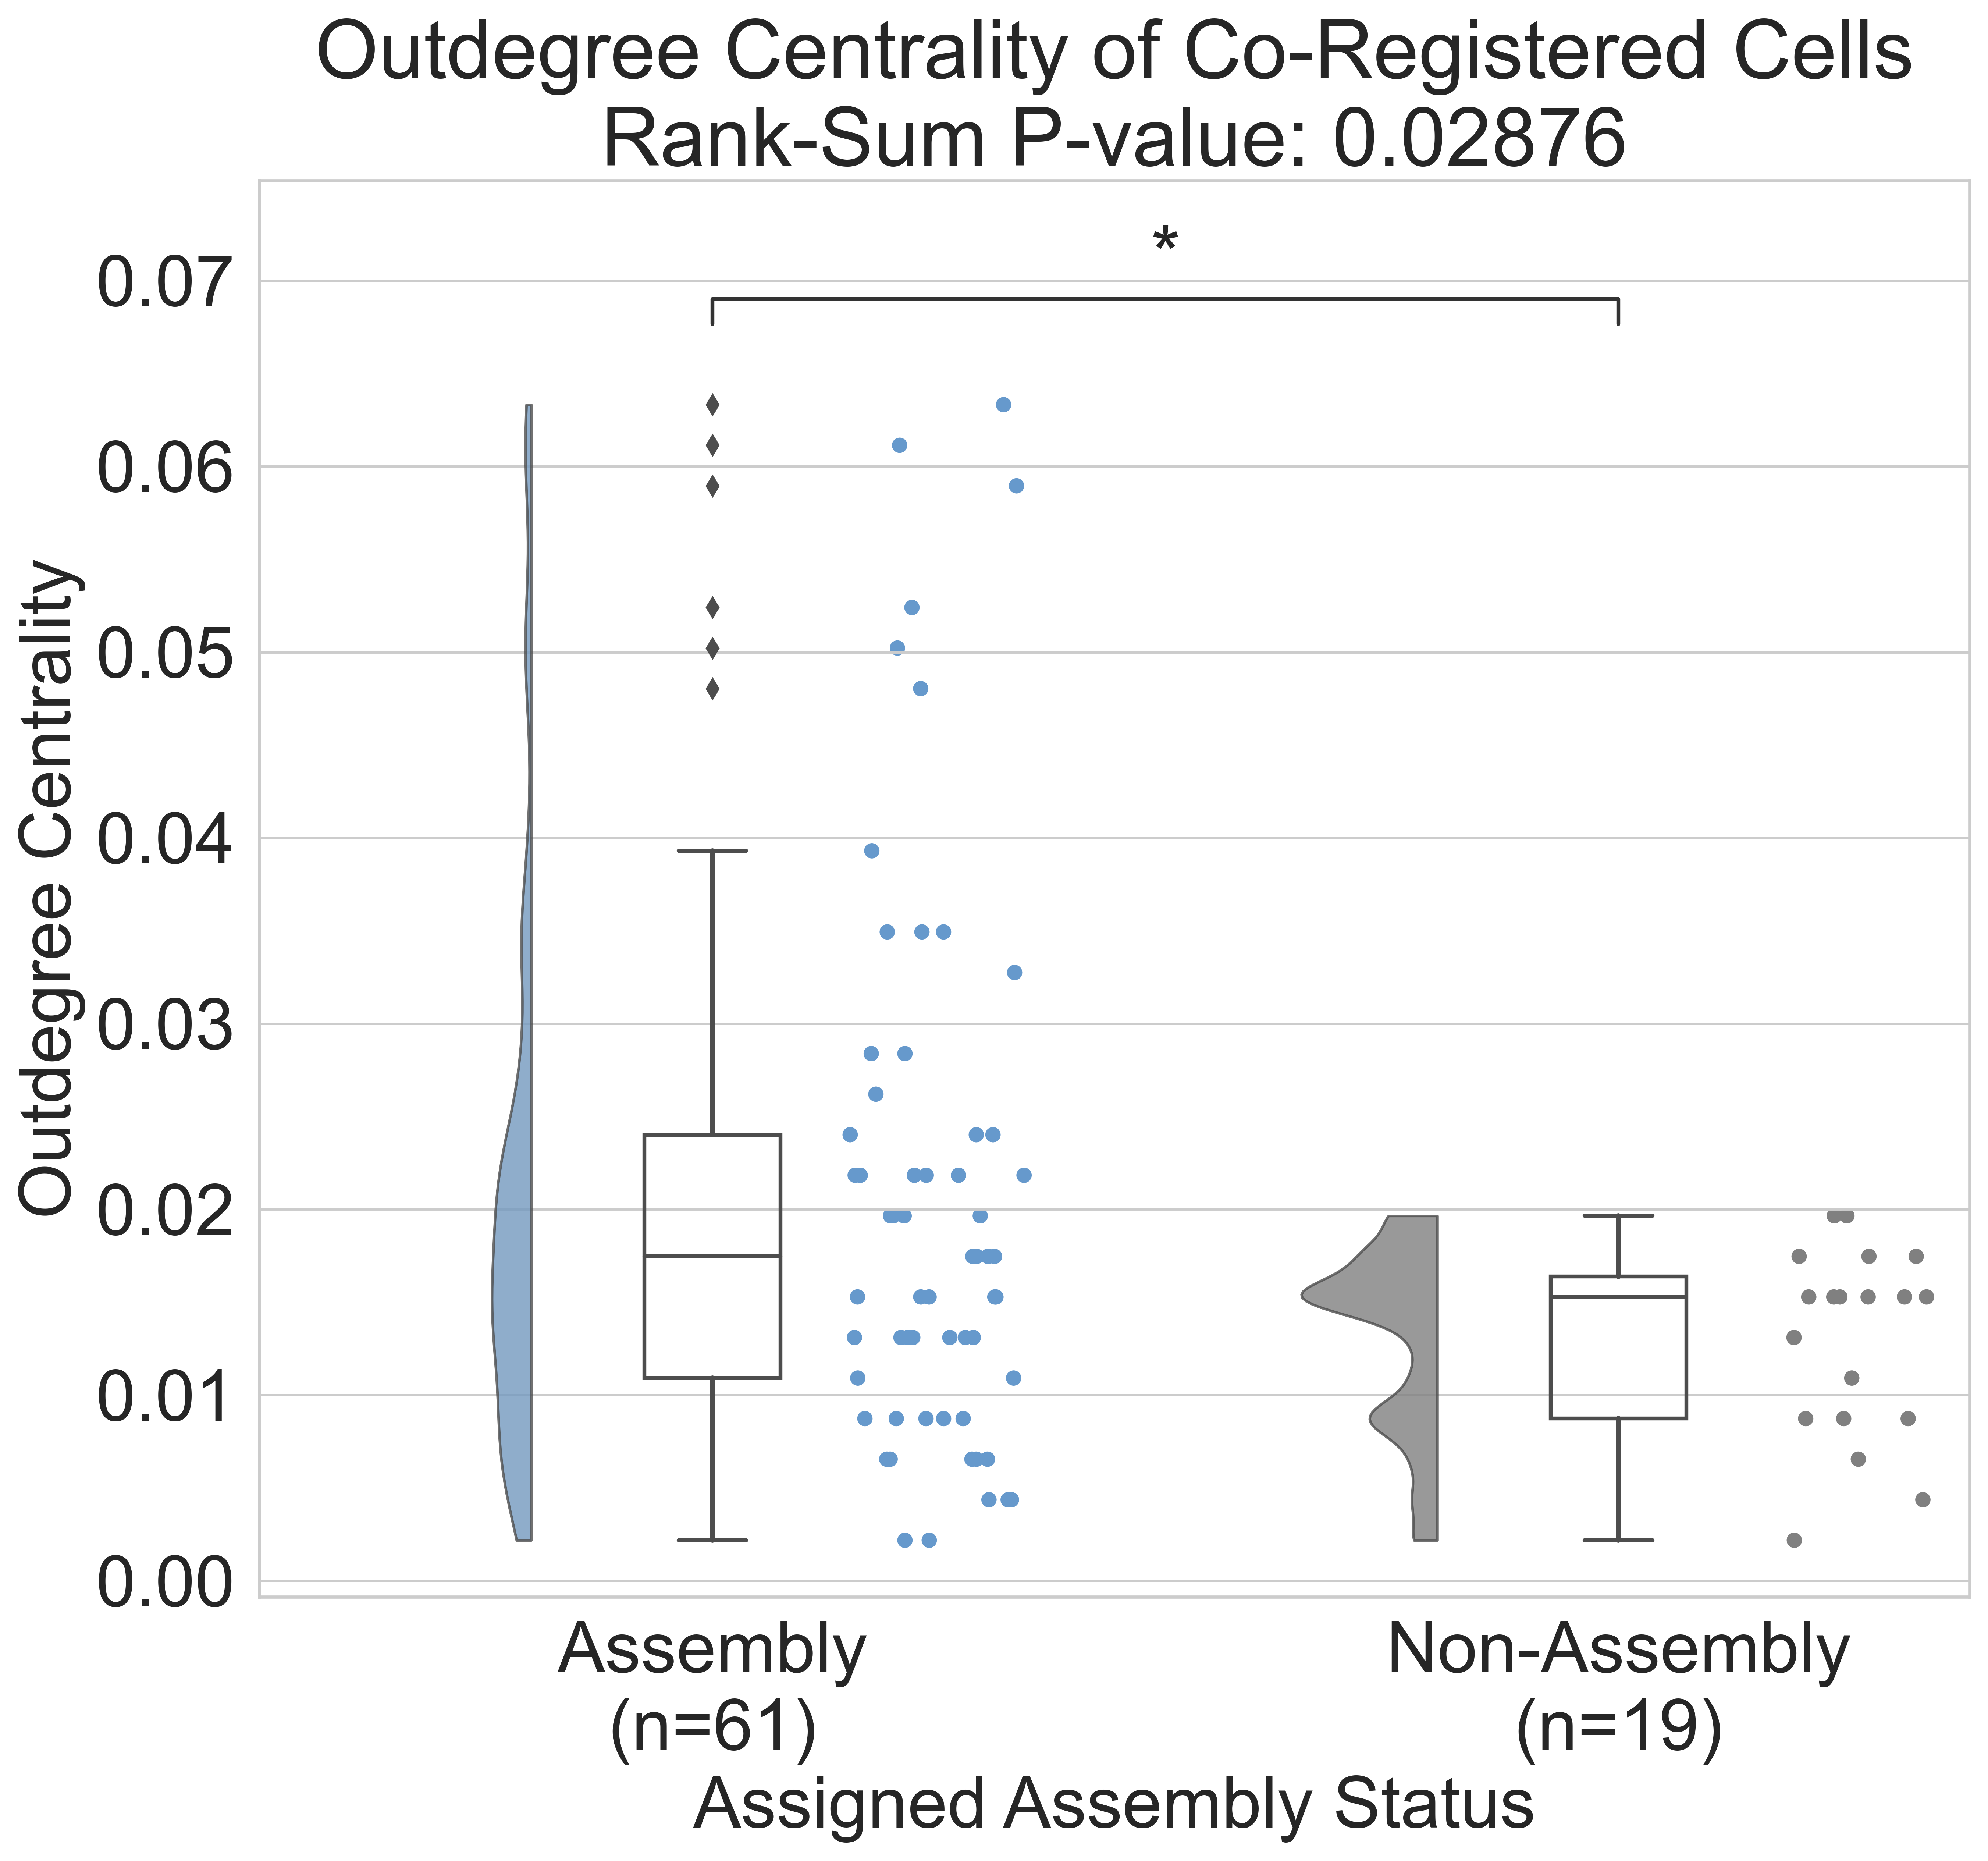 Outdegree Centrality of Co-Registered Cells
Rank-Sum P-value: 0.02876
*
0.07
0.06
0.05
0.04
0.03
0.02
0.01
0.00
Outdegree Centrality
Assembly
(n=61)
Non-Assembly
(n=19)
Assigned Assembly Status